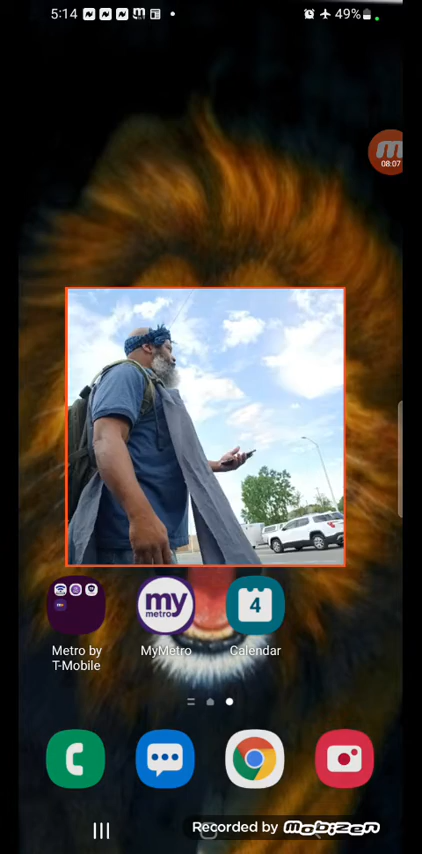 5:14
49%
08:07
my
metro
4
Metro by
T-Mobile
MyMetro
Calendar
Recorded by mobizen